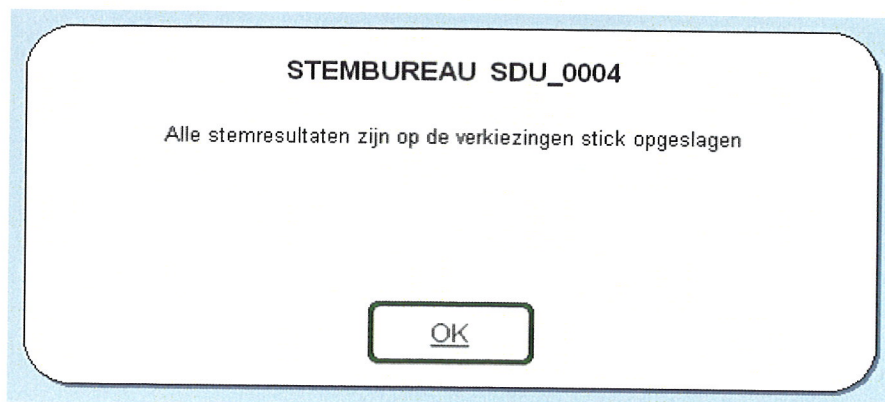 STEMBUREAU SDU_0004
Alle stemresultaten zijn op de verkiezingen stick opgeslagen
OK